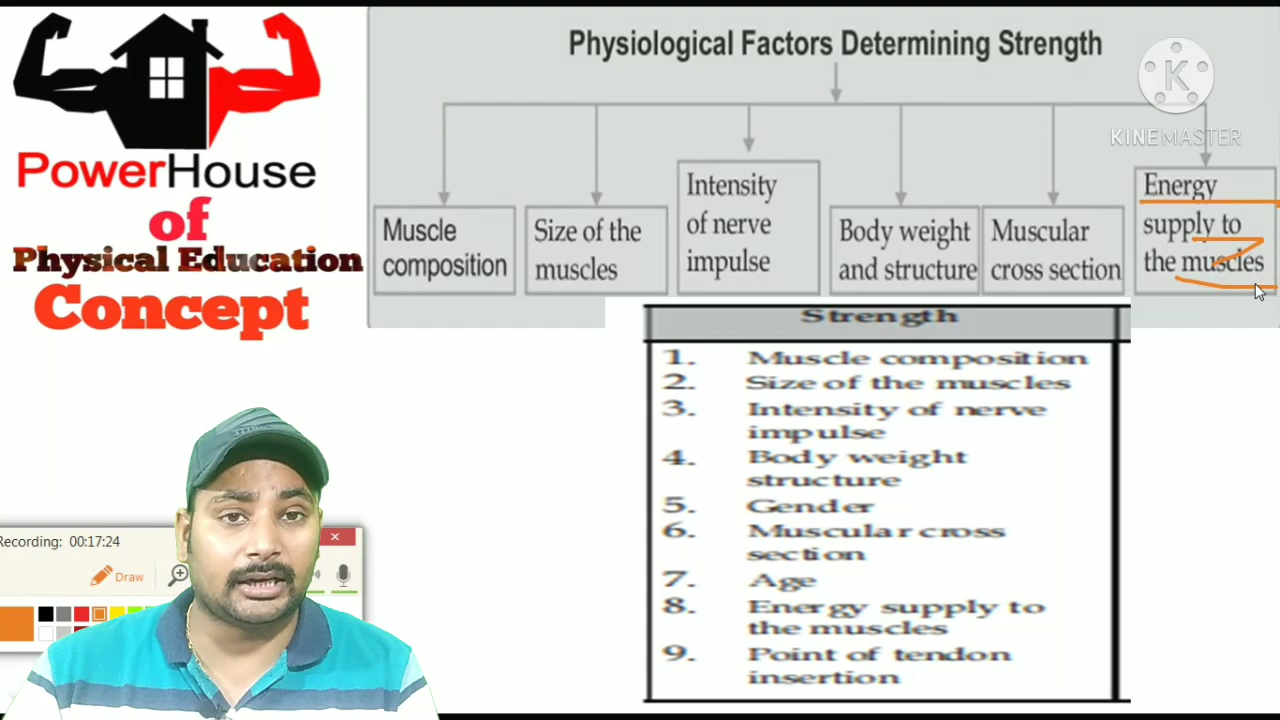 Physiological Factors Determining Strength
KINEMASTER
PowerHouse
of
Physical Education
Concept
Muscle
composition
Size of the
muscles
Intensity
of nerve
impulse
Body weight
and structure
Muscular
cross section
Energy
supply to
the muscles
Strength
1. Muscle composition
2. Size of the muscles
3. Intensity of nerve
impulse
4. Body weight
structure
5. Gender
6. Muscular cross
section
7. Age
8. Energy supply to
the muscles
9. Point of tendon
insertion
Recording: 00:17:24
Draw